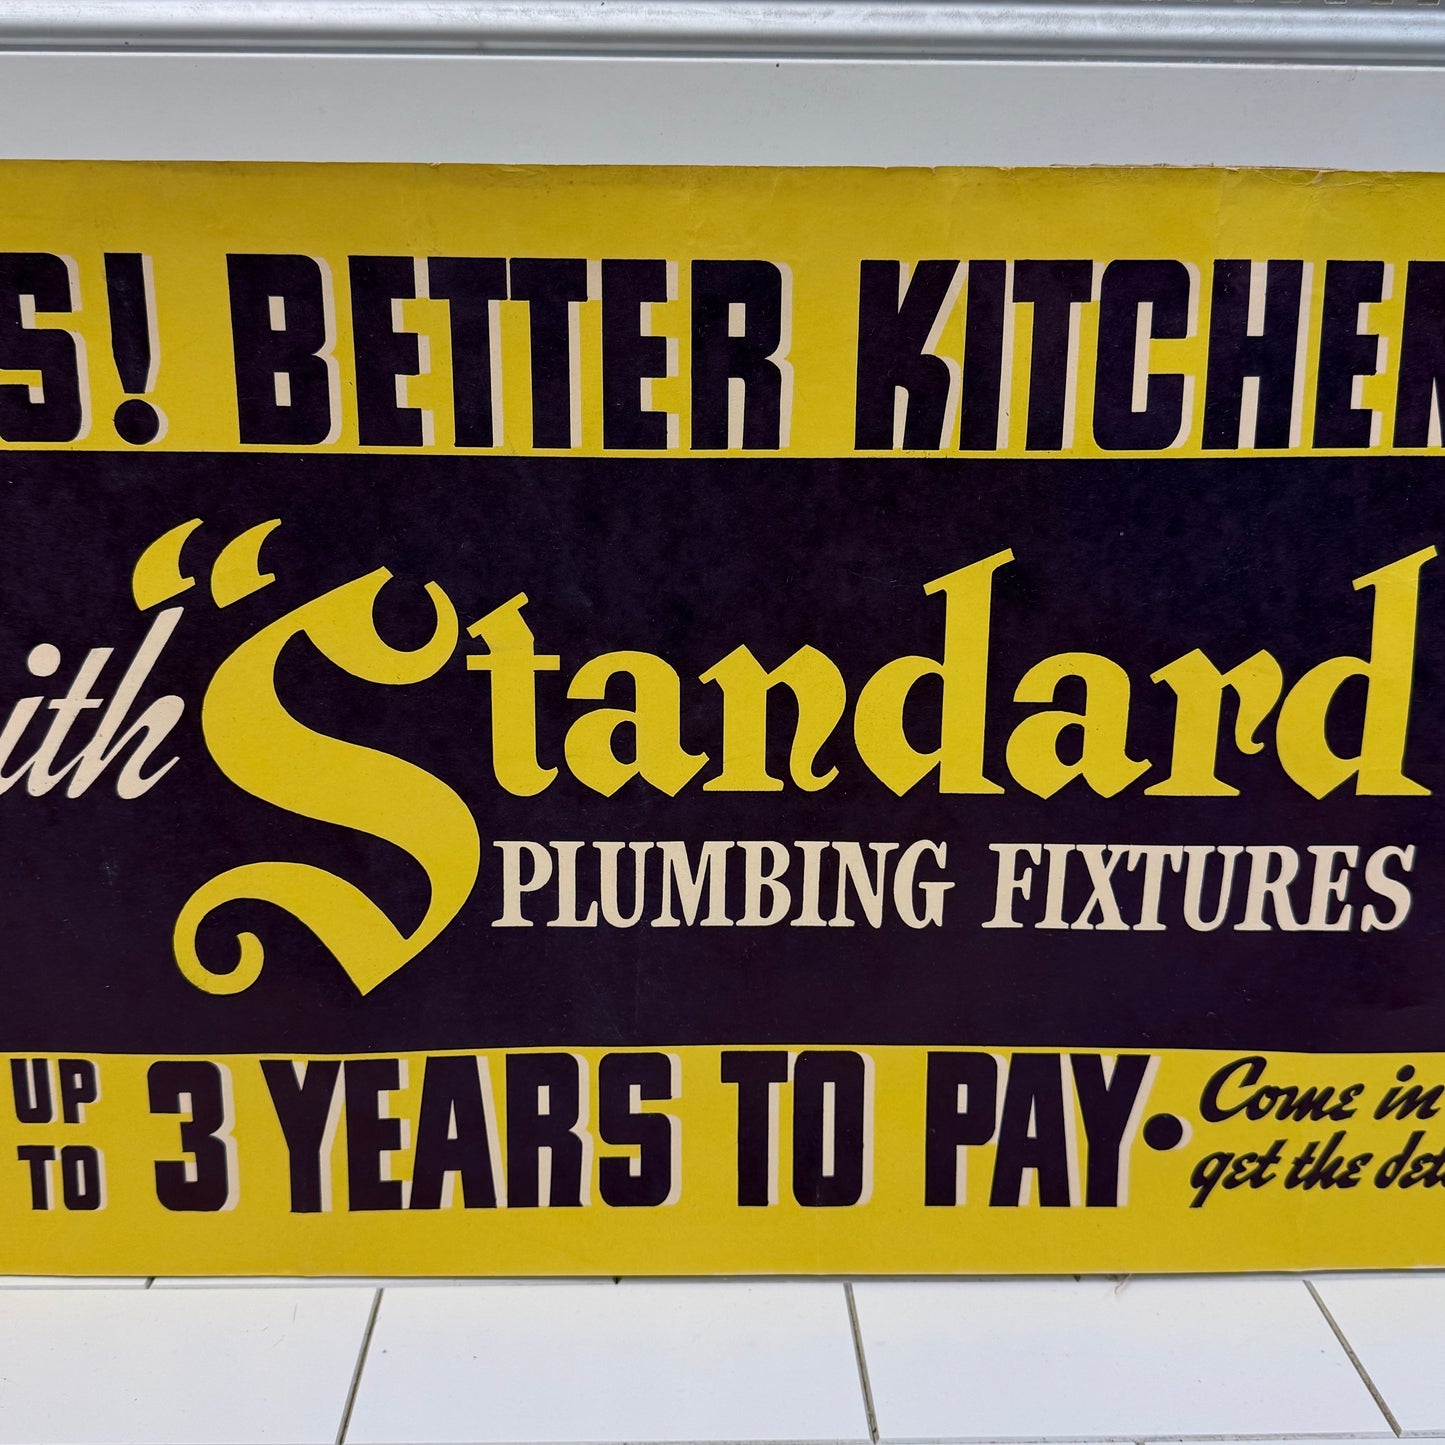 S! BETTER KITCHEN
ith "Standard
PLUMBING FIXTURES
UP TO 3 YEARS TO PAY • Come in
get the det